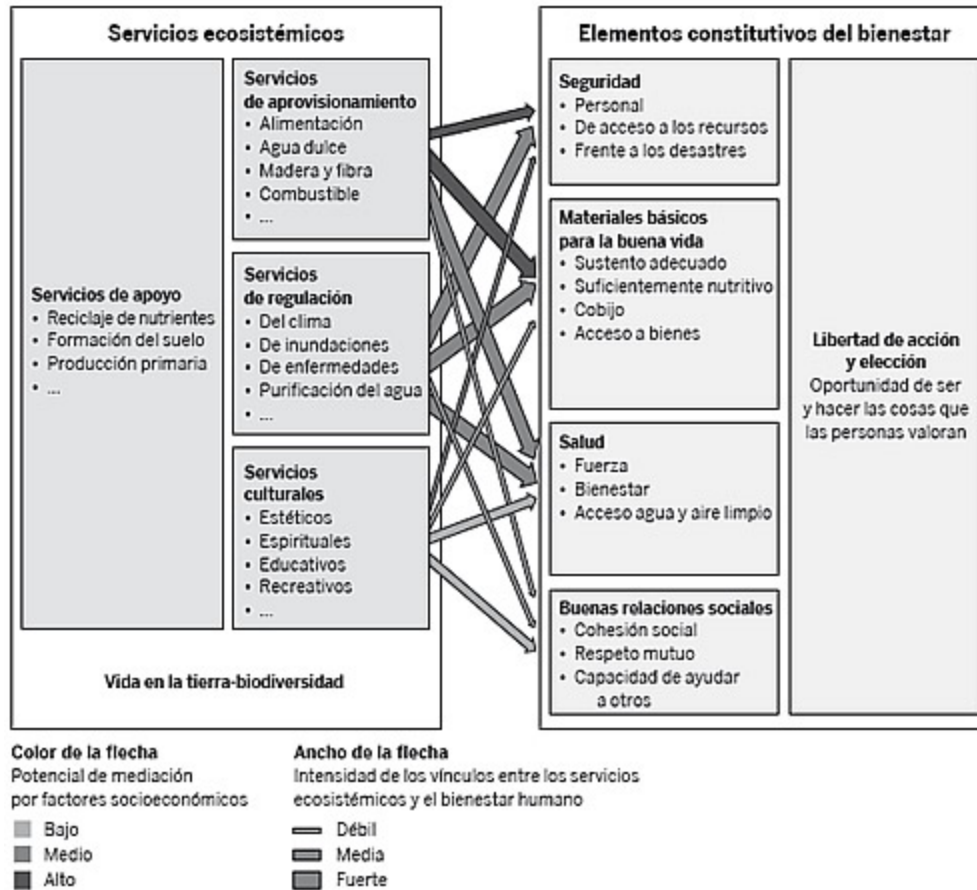 Servicios ecosistémicos
Servicios de apoyo
• Reciclaje de nutrientes
• Formación del suelo
• Producción primaria
• ...
Servicios
de aprovisionamiento
• Alimentación
• Agua dulce
• Madera y fibra
• Combustible
• ...
Servicios
de regulación
• Del clima
• De inundaciones
• De enfermedades
• Purificación del agua
• ...
Servicios
culturales
• Estéticos
• Espirituales
• Educativos
• Recreativos
• ...
Vida en la tierra-biodiversidad
Elementos constitutivos del bienestar
Seguridad
• Personal
• De acceso a los recursos
• Frente a los desastres
Materiales básicos
para la buena vida
• Sustento adecuado
• Suficientemente nutritivo
• Cobijo
• Acceso a bienes
Salud
• Fuerza
• Bienestar
• Acceso agua y aire limpio
Buenas relaciones sociales
• Cohesión social
• Respeto mutuo
• Capacidad de ayudar
a otros
Libertad de acción
y elección
Oportunidad de ser
y hacer las cosas que
las personas valoran
Color de la flecha
Potencial de mediación
por factores socioeconómicos
Bajo
Medio
Alto
Ancho de la flecha
Intensidad de los vínculos entre los servicios
ecosistémicos y el bienestar humano
Débil
Media
Fuerte